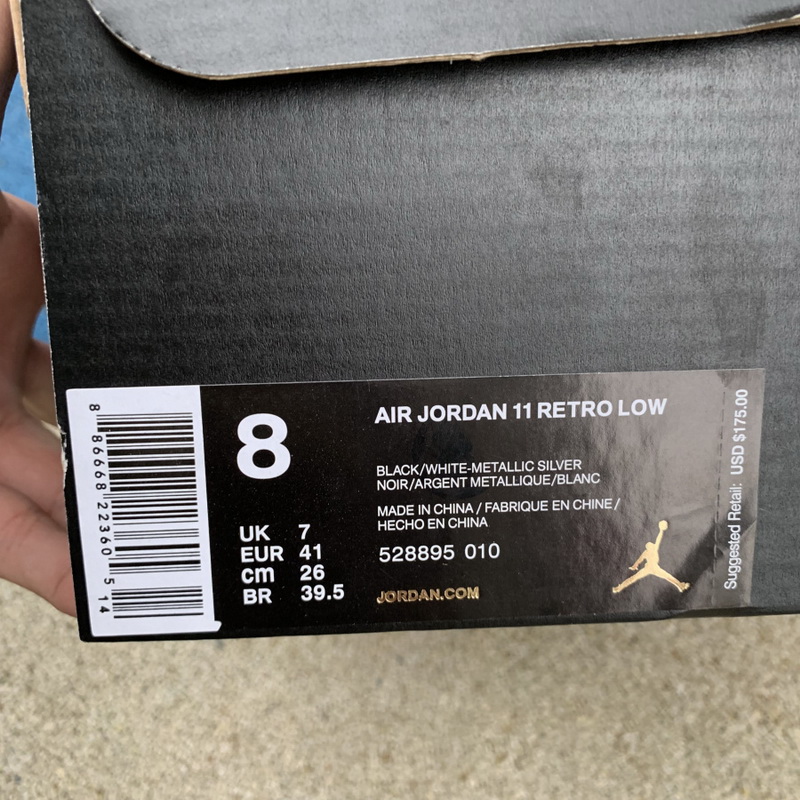 8 86668 22360 5 14
8
UK 7
EUR 41
cm 26
BR 39.5
AIR JORDAN 11 RETRO LOW
BLACK/WHITE-METALLIC SILVER
NOIR/ARGENT METALLIQUE/BLANC
MADE IN CHINA / FABRIQUE EN CHINE /
HECHO EN CHINA
528895 010
JORDAN.COM
Suggested Retail: USD $175.00